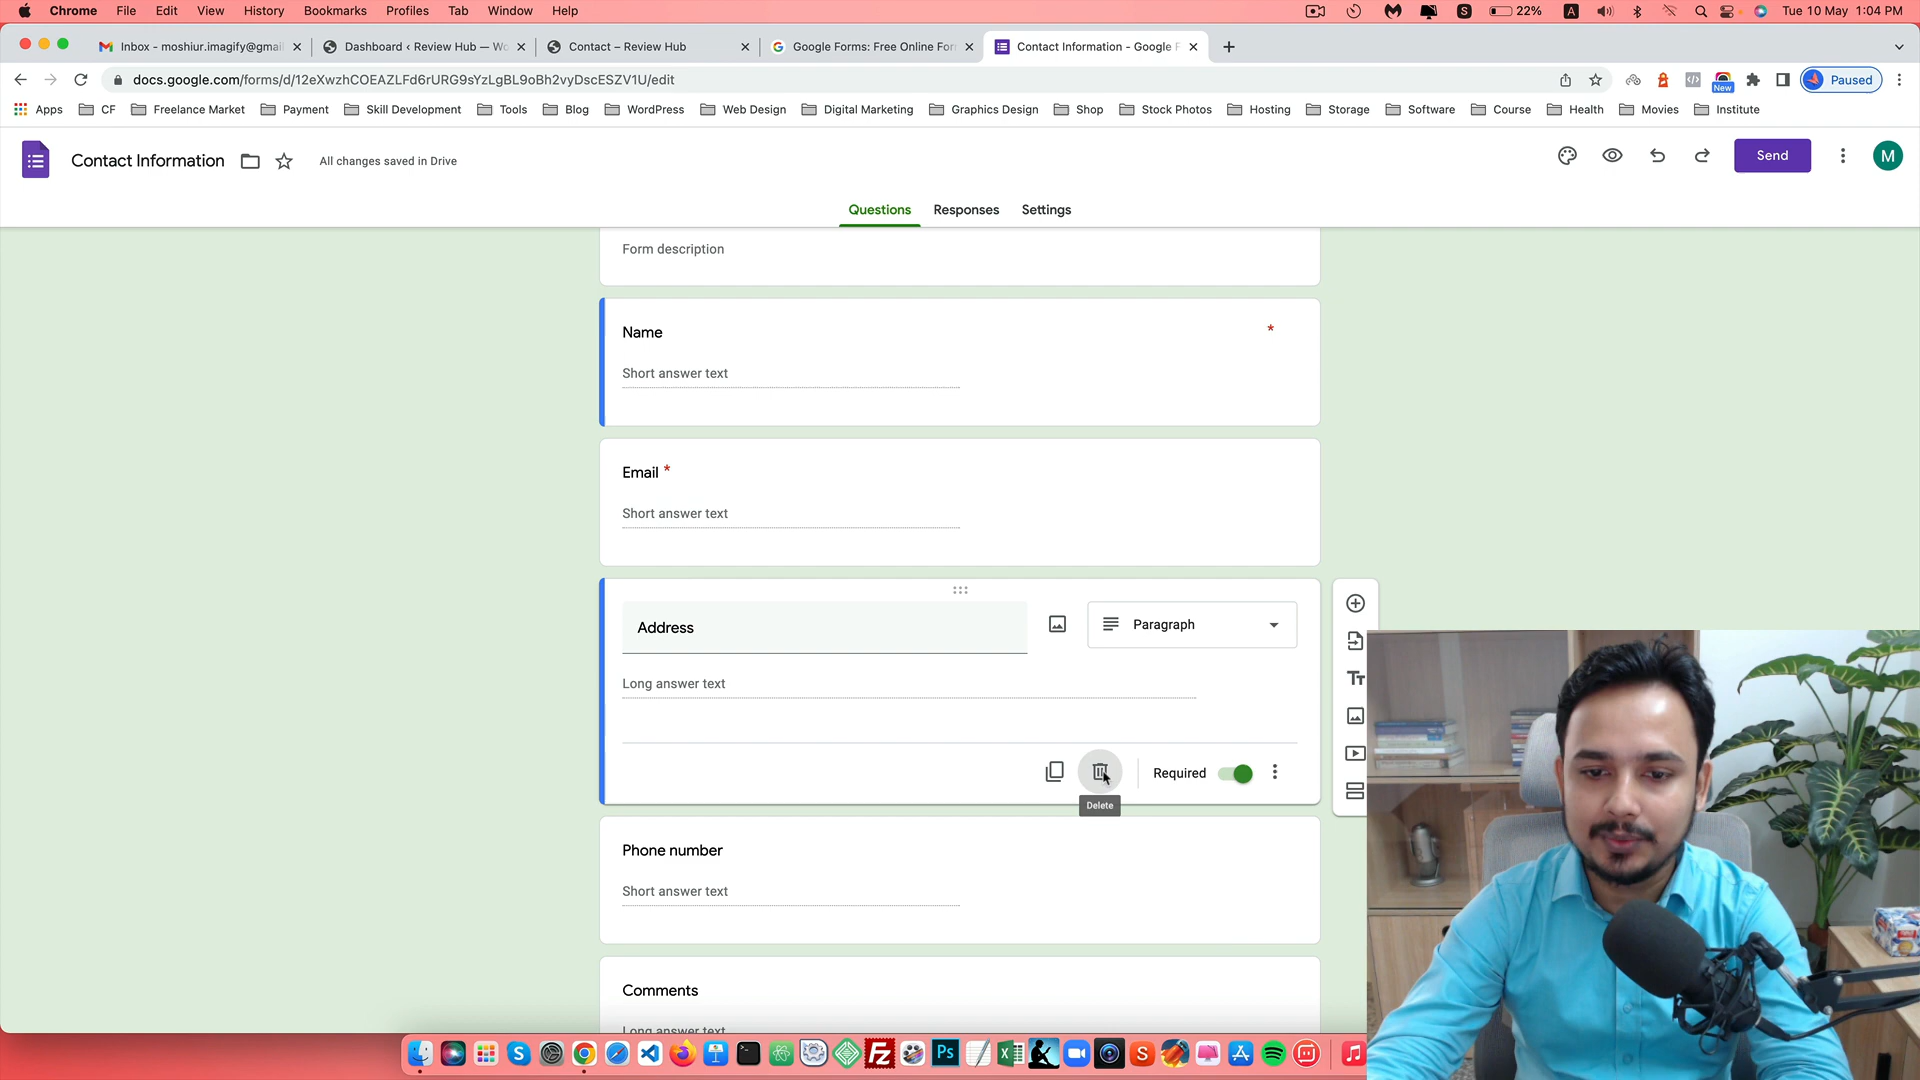 Chrome File Edit View History Bookmarks Profiles Tab Window Help 22% Tue 10 May 1:04 PM
Inbox - moshiur.imagify@gmai Dashboard ‹ Review Hub — Wo Contact – Review Hub Google Forms: Free Online For Contact Information - Google F
docs.google.com/forms/d/12eXwzhCOEAZLFd6rURG9sYzLgBL9oBh2vyDscESZV1U/edit New Paused
Apps CF Freelance Market Payment Skill Development Tools Blog WordPress Web Design Digital Marketing Graphics Design Shop Stock Photos Hosting Storage Software Course Health Movies Institute
Contact Information All changes saved in Drive Send M
Questions Responses Settings
Form description
Name *
Short answer text
Email *
Short answer text
Address Paragraph
Long answer text
Required
Delete
Phone number
Short answer text
Comments
Long answer text